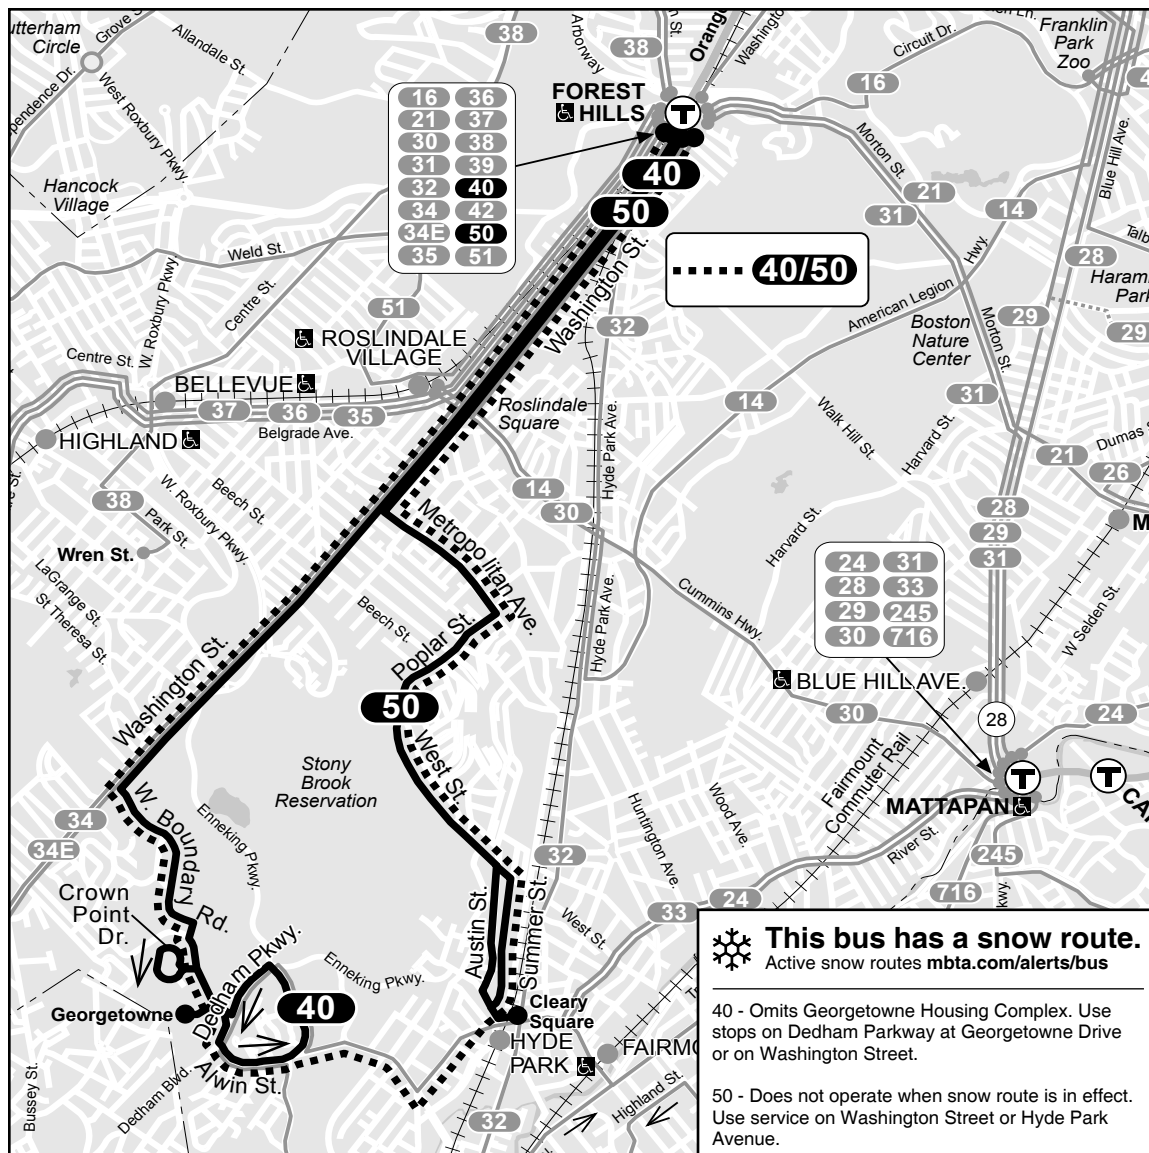 utterham
Circle
Grove S
Allandale St.
ependence Dr.
West Roxbury Pkwy.
Hancock
Village
38
Arborway
38
n St.
Orange
Washington
Circuit Dr.
16
Franklin
Park
Zoo
4
FOREST
HILLS
T
16 36
21 37
30 38
31 39
32 40
34 42
34E 50
35 51
40
50
Washington St.
40/50
Morton St.
21
31
14
Blue Hill Ave.
Talb
28
Haram
Park
29
29
American Legion Hwy.
Boston
Nature
Center
Morton St.
Weld St.
W. Roxbury Pkwy.
Centre St.
51
ROSLINDALE
VILLAGE
32
Centre St.
BELLEVUE
37
36
35
Belgrade Ave.
HIGHLAND
Roslindale
Square
14
31
Walk Hill St.
Harvard St.
Dumas
21
26
Hyde Park Ave.
38
Park St.
Wren St.
W. Roxbury Pkwy.
Beech St.
14
30
28
29
31
M
Harvard St.
LaGrange St.
St Theresa St.
Metropo litan Ave.
Beech St.
Poplar St.
Hyde Park Ave.
Cummins Hwy.
24 31
28 33
29 245
30 716
W Selden St.
Washington St.
50
BLUE HILL AVE.
30
28
24
West St.
Stony
Brook
Reservation
Fairmount
Commuter Rail
T
T
CA
MATTAPAN
34
34E
W. Boundary Rd.
Enneking Pkwy.
Huntington Ave.
Wood Ave.
River St.
245
716
kwy.
32
24
33
Crown
Point
Dr.
Austin St.
Summer St.
West St.
Dedham Pkwy.
Enneking Pkwy.
Georgetowne
40
Cleary
Square
HYDE
PARK
FAIRMO
Alwin St.
Dedham Blvd.
Bussey St.
Highland St.
32
This bus has a snow route.
Active snow routes mbta.com/alerts/bus
40 - Omits Georgetowne Housing Complex. Use
stops on Dedham Parkway at Georgetowne Drive
or on Washington Street.
50 - Does not operate when snow route is in effect.
Use service on Washington Street or Hyde Park
Avenue.